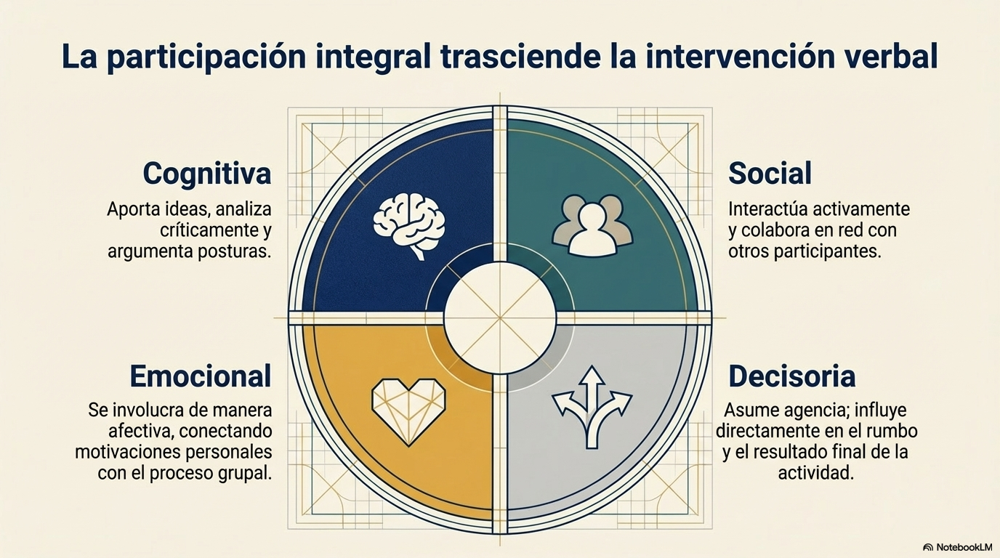 La participación integral trasciende la intervención verbal
Cognitiva
Aporta ideas, analiza
críticamente y
argumenta posturas.
Social
Interactúa activamente
y colabora en red con
otros participantes.
Emocional
Se involucra de manera
afectiva, conectando
motivaciones personales
con el proceso grupal.
Decisoria
Asume agencia; influye
directamente en el rumbo
y el resultado final de la
actividad.
NotebookLM